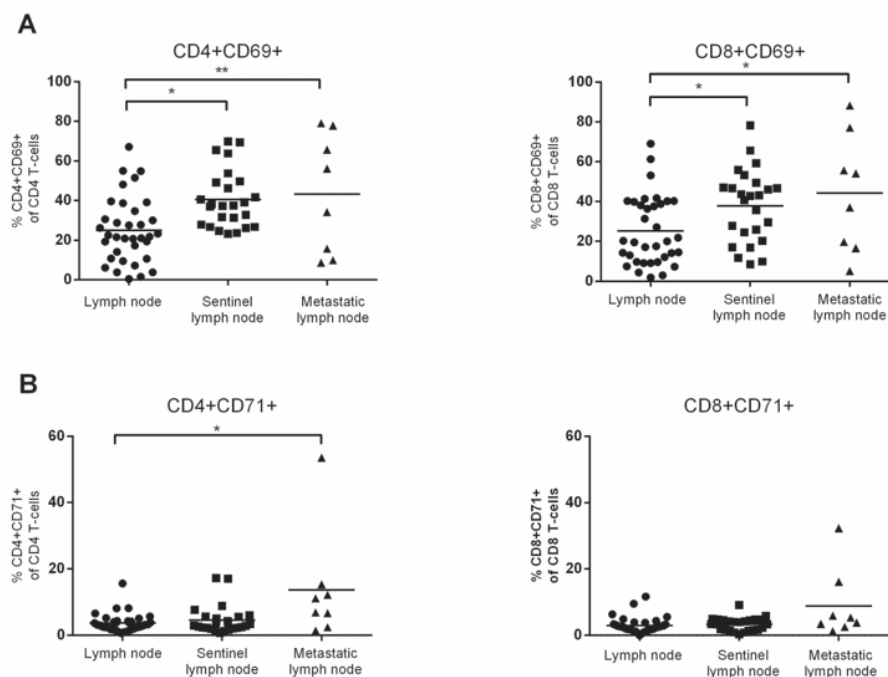 A
CD4+CD69+
**
*
% CD4+CD69+
of CD4 T-cells
100
80
60
40
20
0
Lymph node
Sentinel
lymph node
Metastatic
lymph node
CD8+CD69+
*
*
% CD8+CD69+
of CD8 T-cells
100
80
60
40
20
0
Lymph node
Sentinel
lymph node
Metastatic
lymph node
B
CD4+CD71+
*
% CD4+CD71+
of CD4 T-cells
60
40
20
0
Lymph node
Sentinel
lymph node
Metastatic
lymph node
CD8+CD71+
% CD8+CD71+
of CD8 T-cells
60
40
20
0
Lymph node
Sentinel
lymph node
Metastatic
lymph node